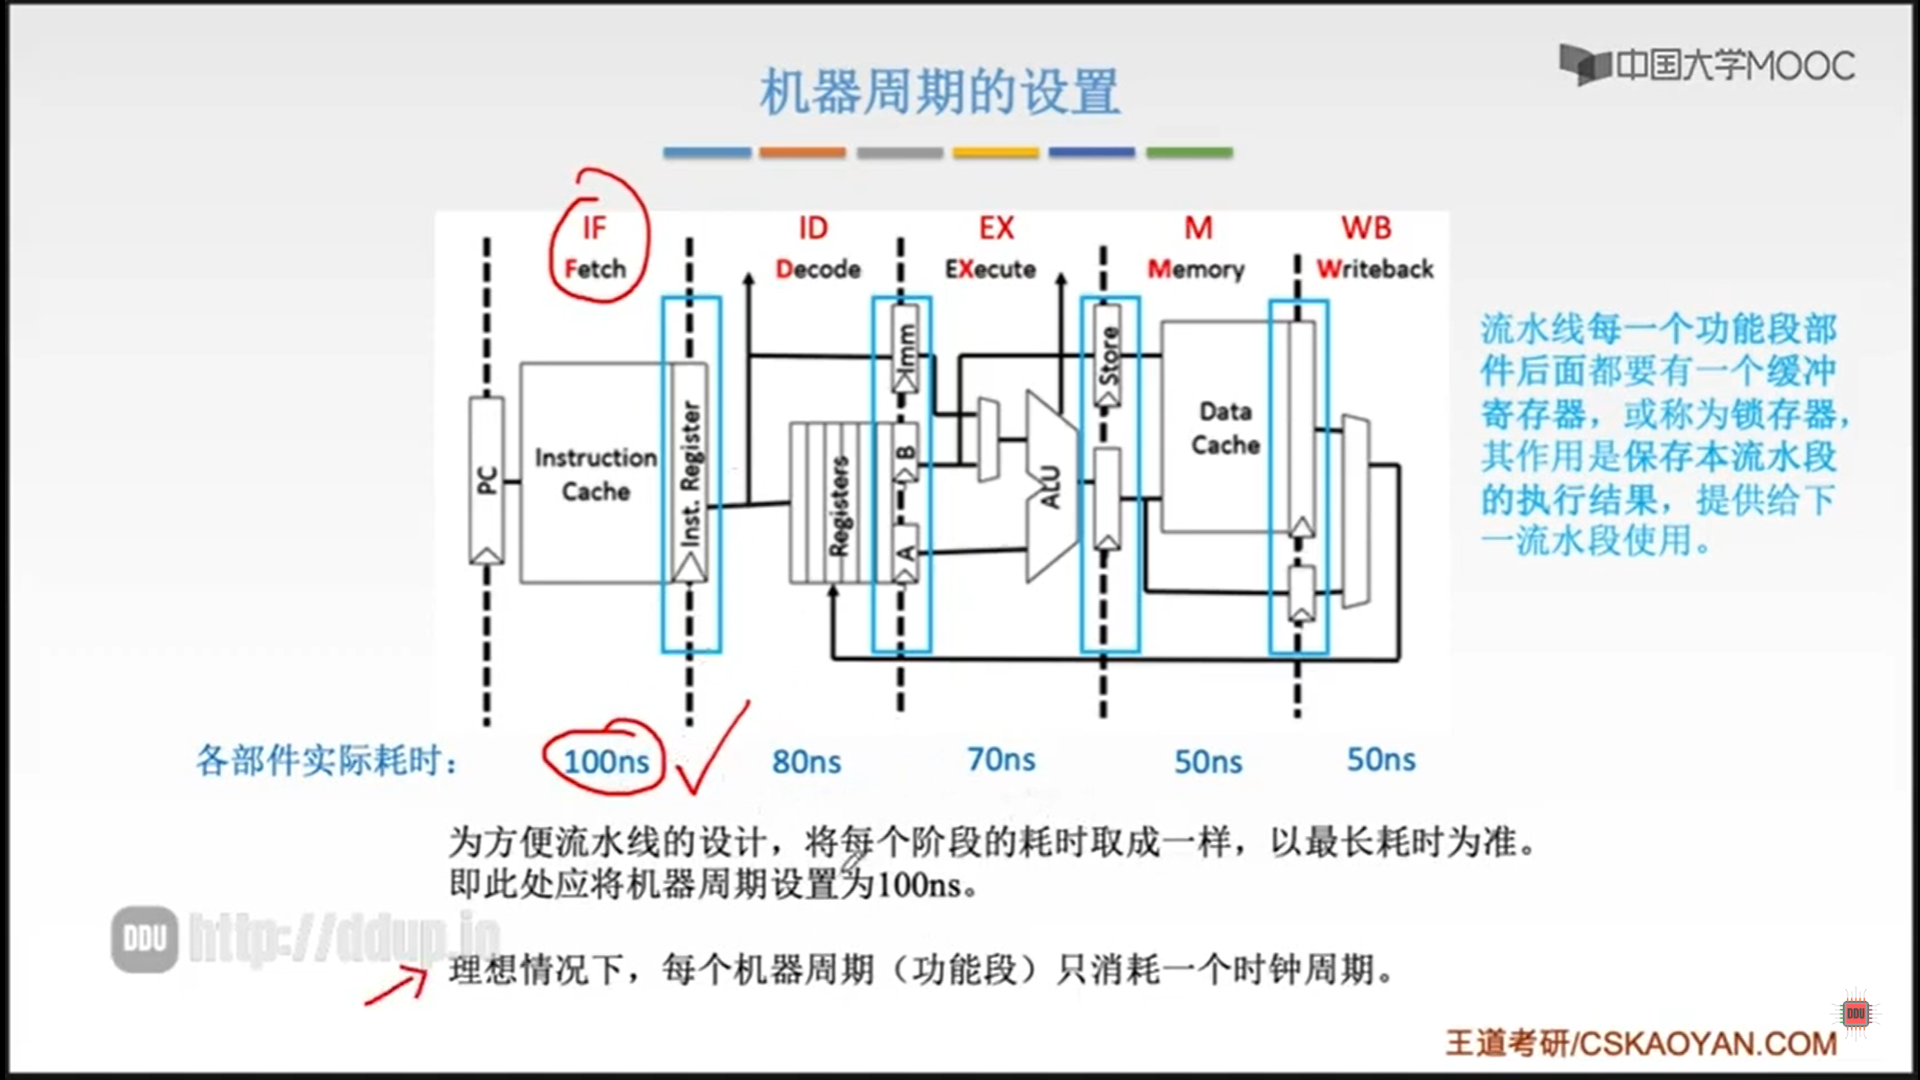 中国大学MOOC
机器周期的设置
IF
ID
EX
M
WB
Fetch
Decode
EXecute
Memory
Writeback
PC
Instruction
Cache
Inst. Register
Registers
Imm
B
A
ALU
Store
Data
Cache
流水线每一个功能段部
件后面都要有一个缓冲
寄存器，或称为锁存器，
其作用是保存本流水段
的执行结果，提供给下
一流水段使用。
各部件实际耗时：
100ns
80ns
70ns
50ns
50ns
为方便流水线的设计，将每个阶段的耗时取成一样，以最长耗时为准。
即此处应将机器周期设置为100ns。
DDU http://ddup.in
理想情况下，每个机器周期（功能段）只消耗一个时钟周期。
DDU
王道考研/CSKAOYAN.COM